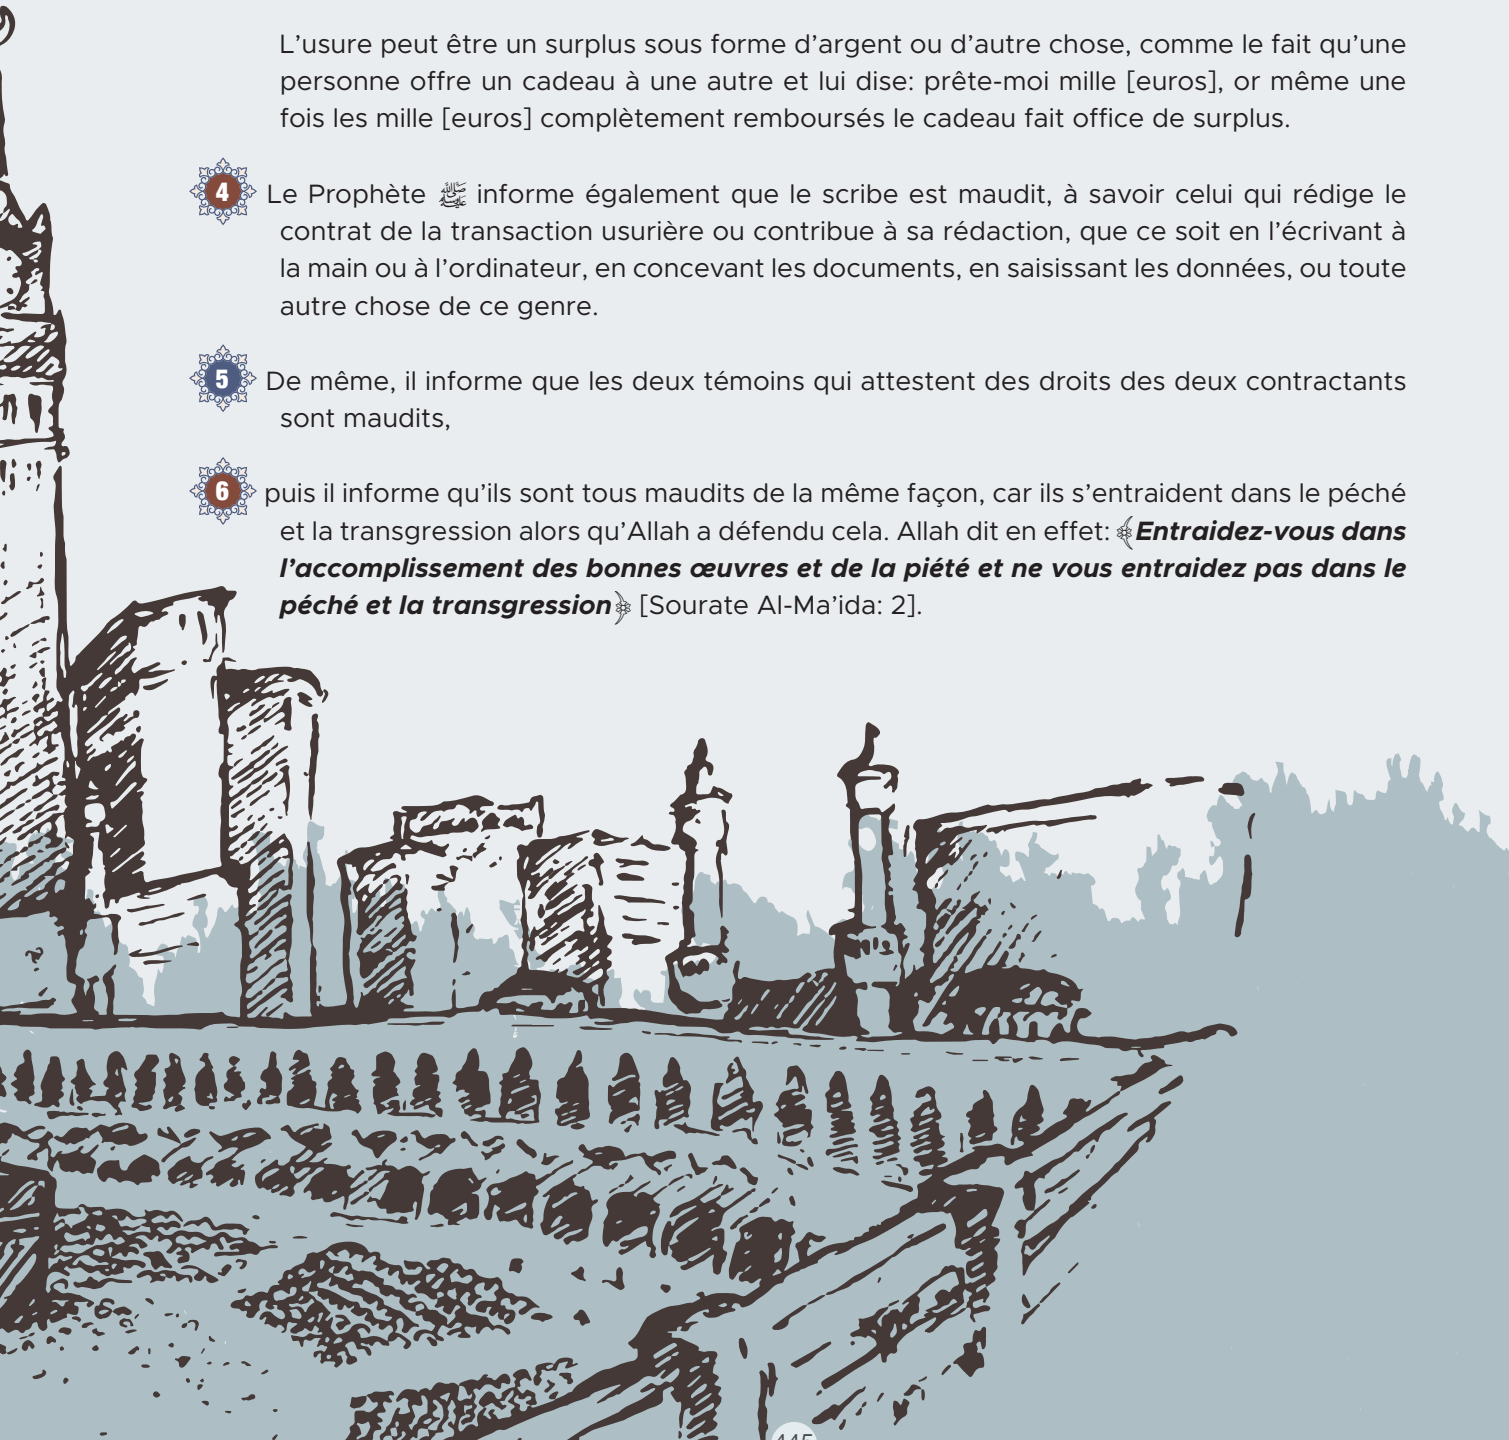 L’usure peut être un surplus sous forme d’argent ou d’autre chose, comme le fait qu’une
personne offre un cadeau à une autre et lui dise: prête-moi mille [euros], or même une
fois les mille [euros] complètement remboursés le cadeau fait office de surplus.
4 Le Prophète ﷺ informe également que le scribe est maudit, à savoir celui qui rédige le
contrat de la transaction usurière ou contribue à sa rédaction, que ce soit en l’écrivant à
la main ou à l’ordinateur, en concevant les documents, en saisissant les données, ou toute
autre chose de ce genre.
5 De même, il informe que les deux témoins qui attestent des droits des deux contractants
sont maudits,
6 puis il informe qu’ils sont tous maudits de la même façon, car ils s’entraident dans le péché
et la transgression alors qu’Allah a défendu cela. Allah dit en effet: ﴾Entraidez-vous dans
l’accomplissement des bonnes œuvres et de la piété et ne vous entraidez pas dans le
péché et la transgression﴿ [Sourate Al-Ma’ida: 2].